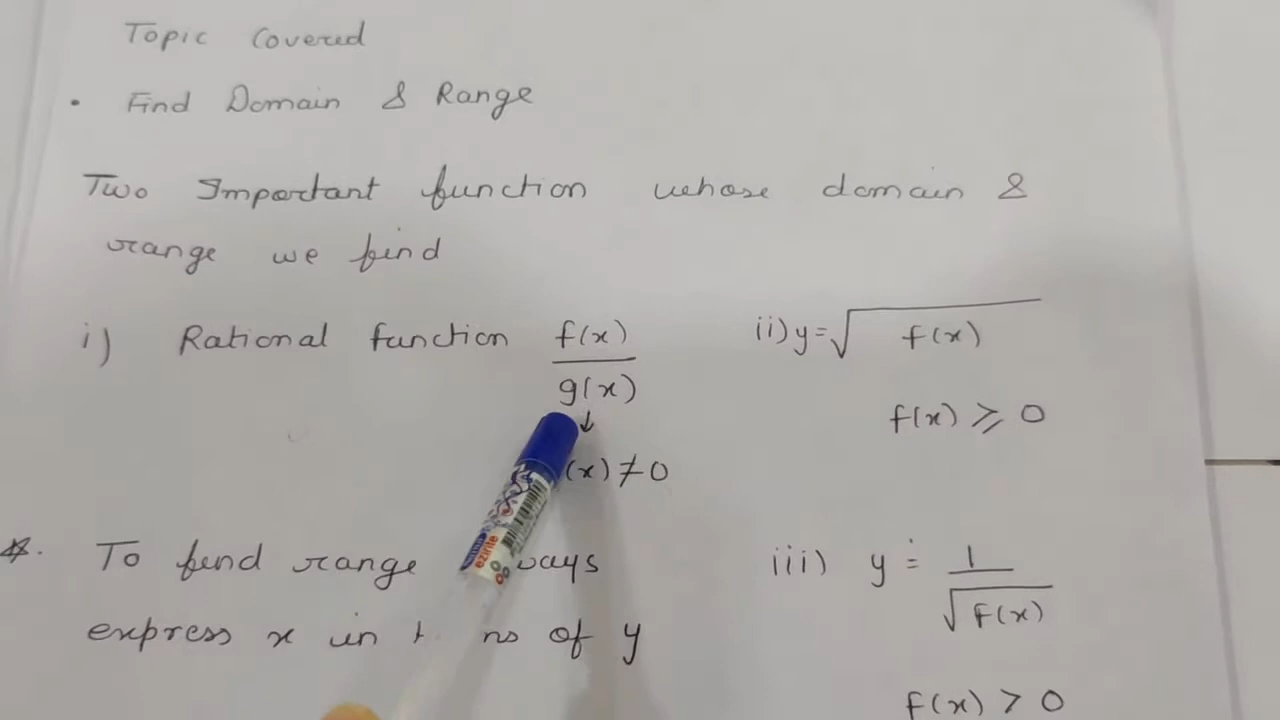 Topic Covered
• Find Domain & Range
Two Important function whose domain &
range we find
i) Rational function f(x)/g(x)
(x) ≠ 0
ii) y = √f(x)
f(x) ≥ 0
*. To find range ways
express x in of y
iii) y = 1/√f(x)
f(x) > 0
ezirite